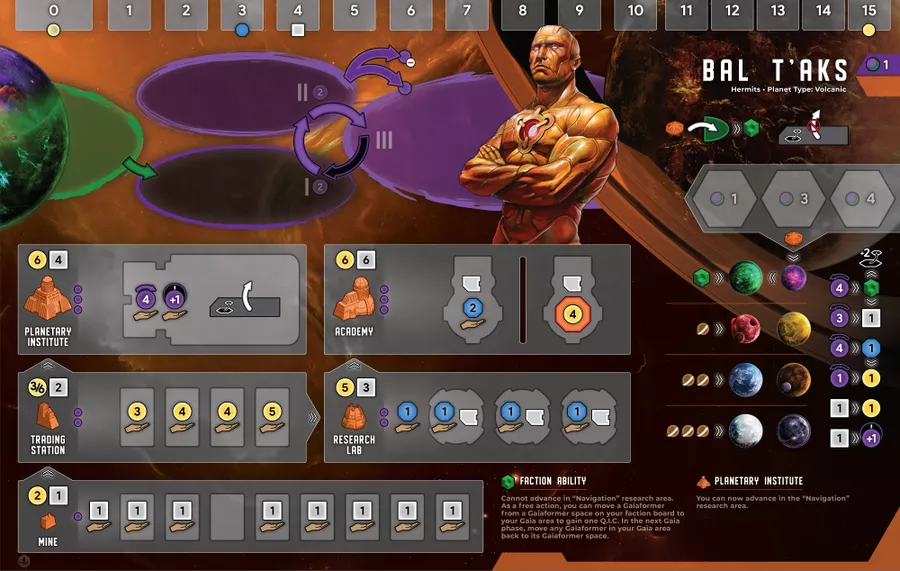 0 1 2 3 4 5 6 7 8 9 10 11 12 13 14 15
BAL T'AKS
1
Hermits • Planet Type: Volcanic
II 2
III
I 2
1 3 4
6 4
4 +1
PLANETARY
INSTITUTE
6 6
2 4
ACADEMY
+2
4
3 1
4 1
1 1
1 1
1 +1
3/6 2
3 4 4 5
TRADING
STATION
5 3
1 1 1 1
RESEARCH
LAB
2 1
1 1 1 1 1 1 1 1
MINE
FACTION ABILITY
Cannot advance in "Navigation" research area.
As a free action, you can move a Gaiaformer
from a Gaiaformer space on your faction board to
your Gaia area to gain one Q.I.C. In the next Gaia
phase, move any Gaiaformer in your Gaia area
back to its Gaiaformer space.
PLANETARY INSTITUTE
You can now advance in the "Navigation"
research area.